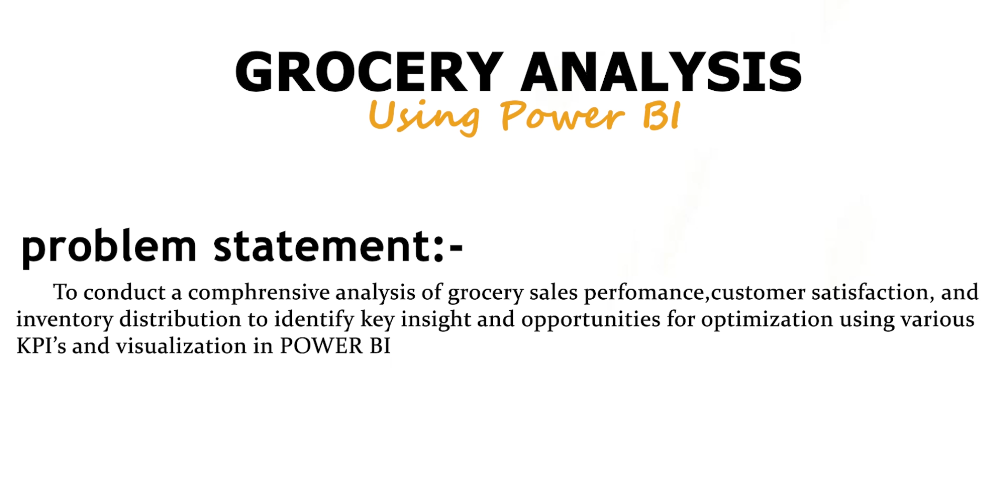 GROCERY ANALYSIS
Using Power BI
problem statement:-
To conduct a comphrensive analysis of grocery sales perfomance,customer satisfaction, and
inventory distribution to identify key insight and opportunities for optimization using various
KPI’s and visualization in POWER BI